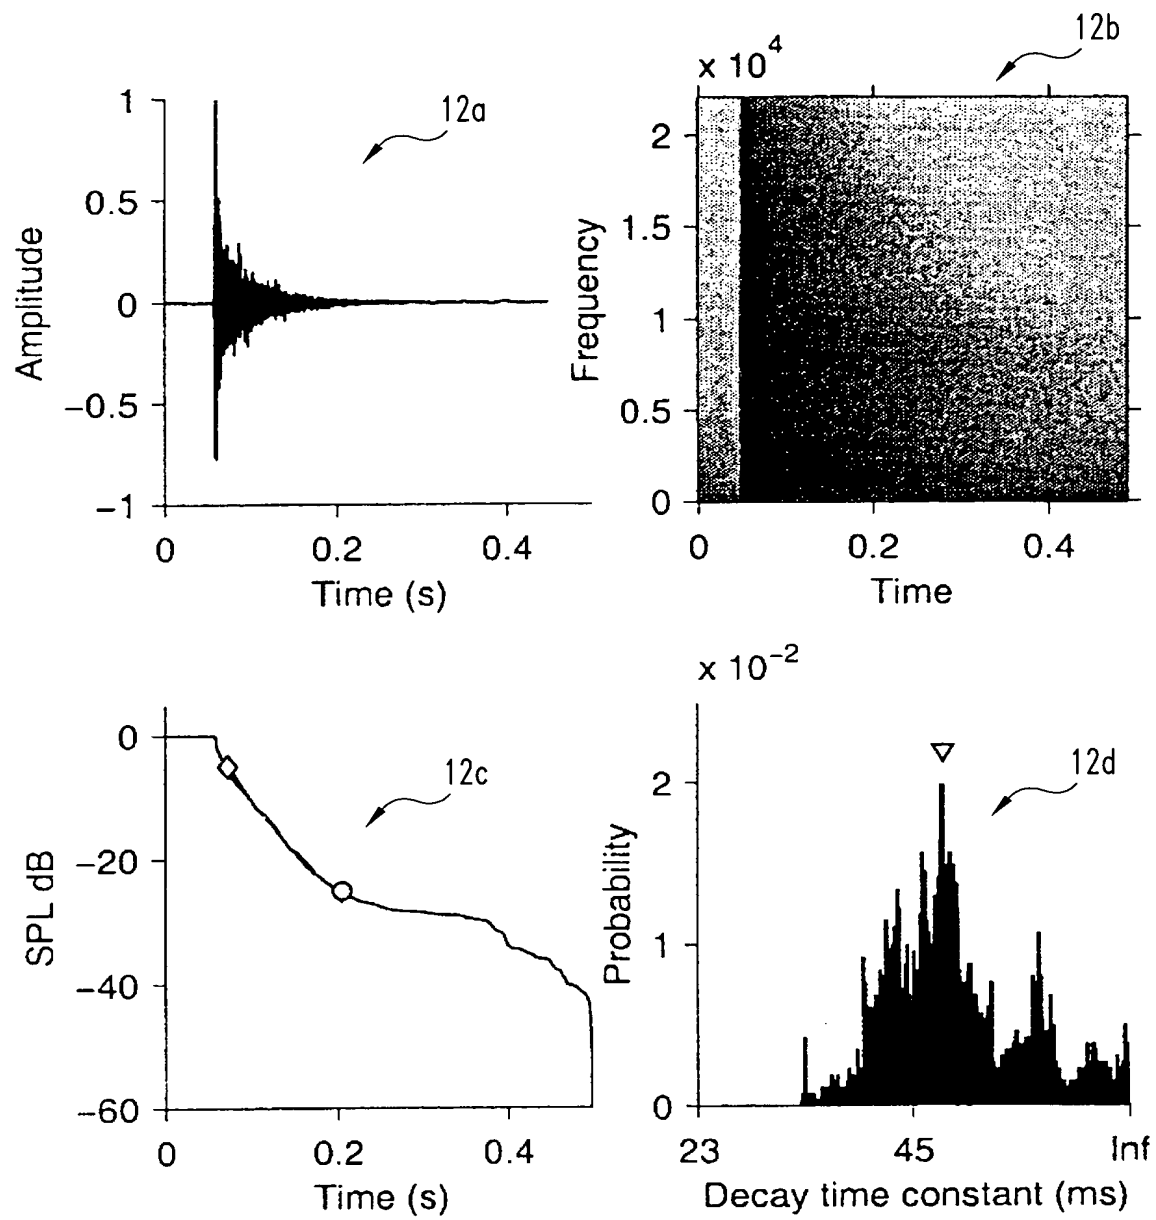 12a
1
0.5
0
−0.5
−1
Amplitude
0
0.2
0.4
Time (s)
12b
x 10⁴
2
1.5
1
0.5
0
Frequency
0
0.2
0.4
Time
12c
0
−20
−40
−60
SPL dB
0
0.2
0.4
Time (s)
x 10⁻²
12d
2
1
0
Probability
23
45
Inf
Decay time constant (ms)